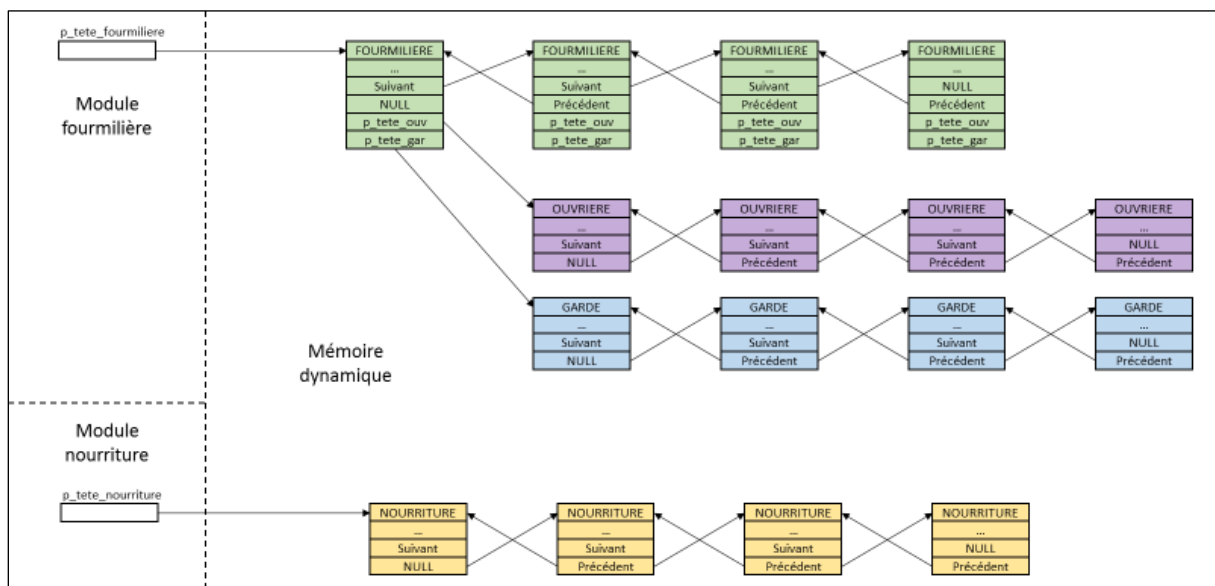 p_tete_fourmiliere
Module
fourmilière
FOURMILIERE
...
Suivant
NULL
p_tete_ouv
p_tete_gar
FOURMILIERE
...
Suivant
Précédent
p_tete_ouv
p_tete_gar
FOURMILIERE
...
Suivant
Précédent
p_tete_ouv
p_tete_gar
FOURMILIERE
...
NULL
Précédent
p_tete_ouv
p_tete_gar
OUVRIERE
...
Suivant
NULL
OUVRIERE
...
Suivant
Précédent
OUVRIERE
...
Suivant
Précédent
OUVRIERE
...
NULL
Précédent
GARDE
...
Suivant
NULL
GARDE
...
Suivant
Précédent
GARDE
...
Suivant
Précédent
GARDE
...
NULL
Précédent
Mémoire
dynamique
Module
nourriture
p_tete_nourriture
NOURRITURE
...
Suivant
NULL
NOURRITURE
...
Suivant
Précédent
NOURRITURE
...
Suivant
Précédent
NOURRITURE
...
NULL
Précédent